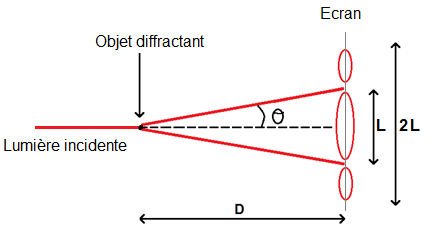 Ecran
Objet diffractant
θ
Lumière incidente
L
2L
D